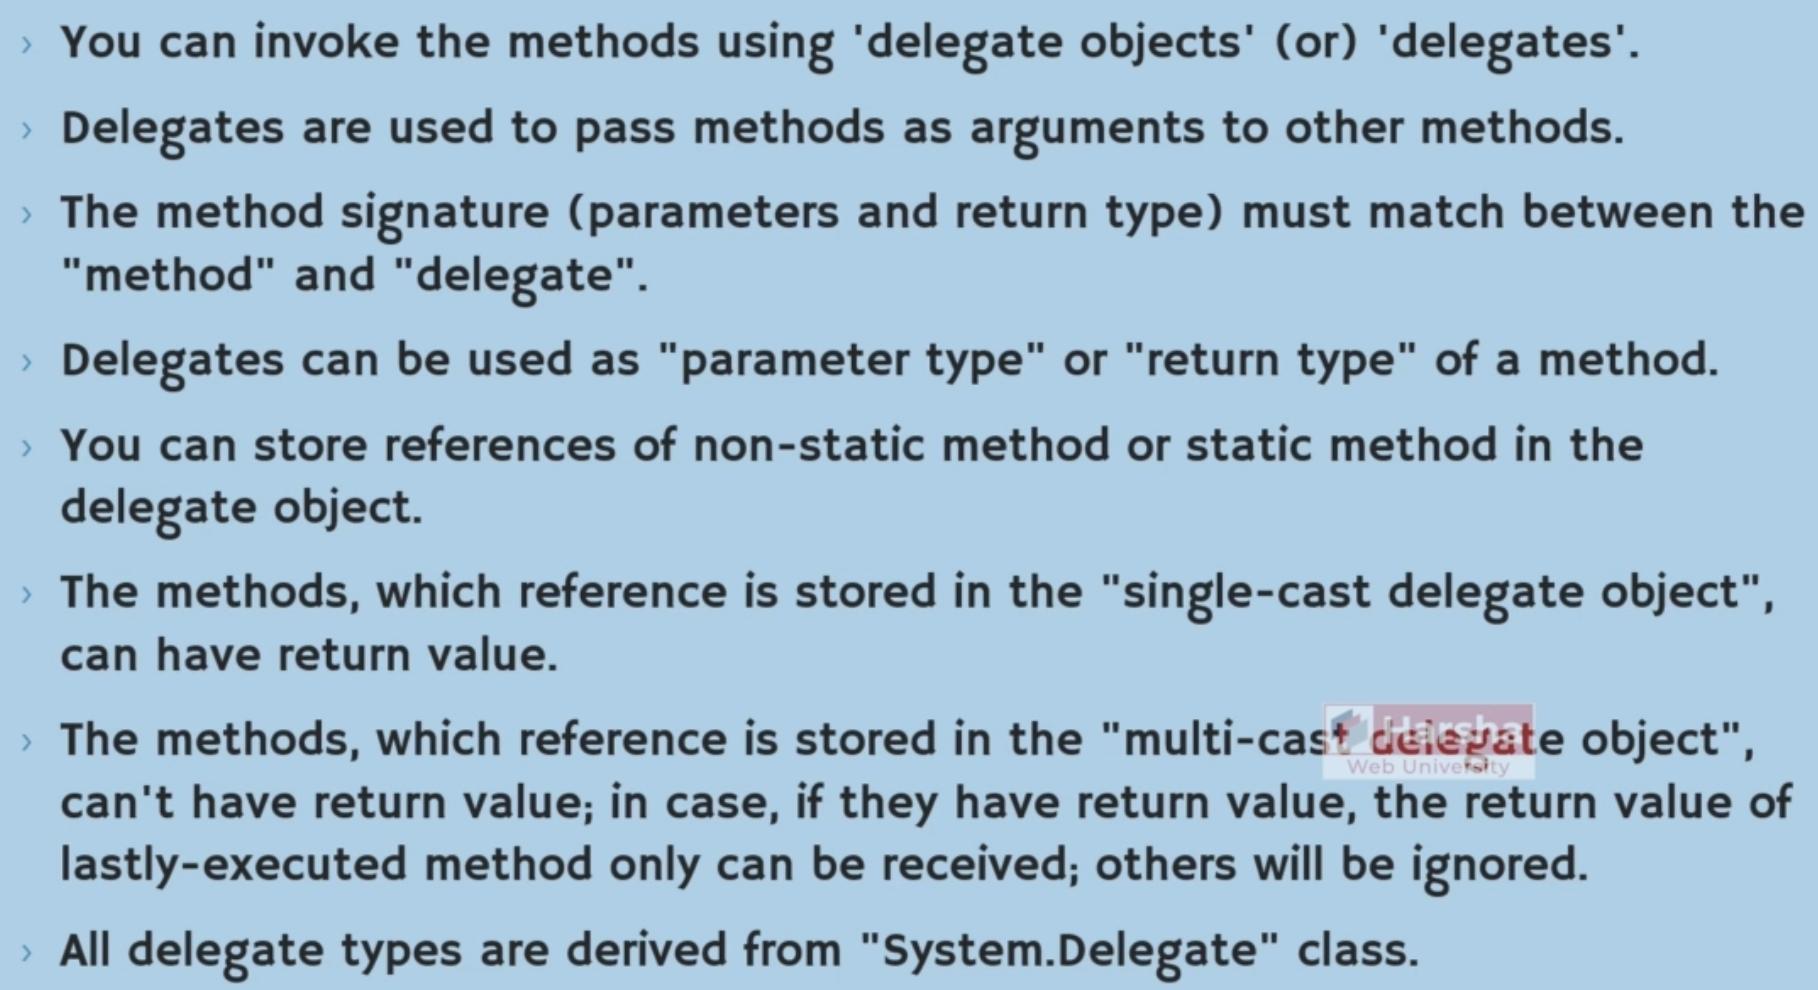 › You can invoke the methods using 'delegate objects' (or) 'delegates'.
› Delegates are used to pass methods as arguments to other methods.
› The method signature (parameters and return type) must match between the
"method" and "delegate".
› Delegates can be used as "parameter type" or "return type" of a method.
› You can store references of non-static method or static method in the
delegate object.
› The methods, which reference is stored in the "single-cast delegate object",
can have return value.
› The methods, which reference is stored in the "multi-cast delegate object",
Harsha
Web University
can't have return value; in case, if they have return value, the return value of
lastly-executed method only can be received; others will be ignored.
› All delegate types are derived from "System.Delegate" class.